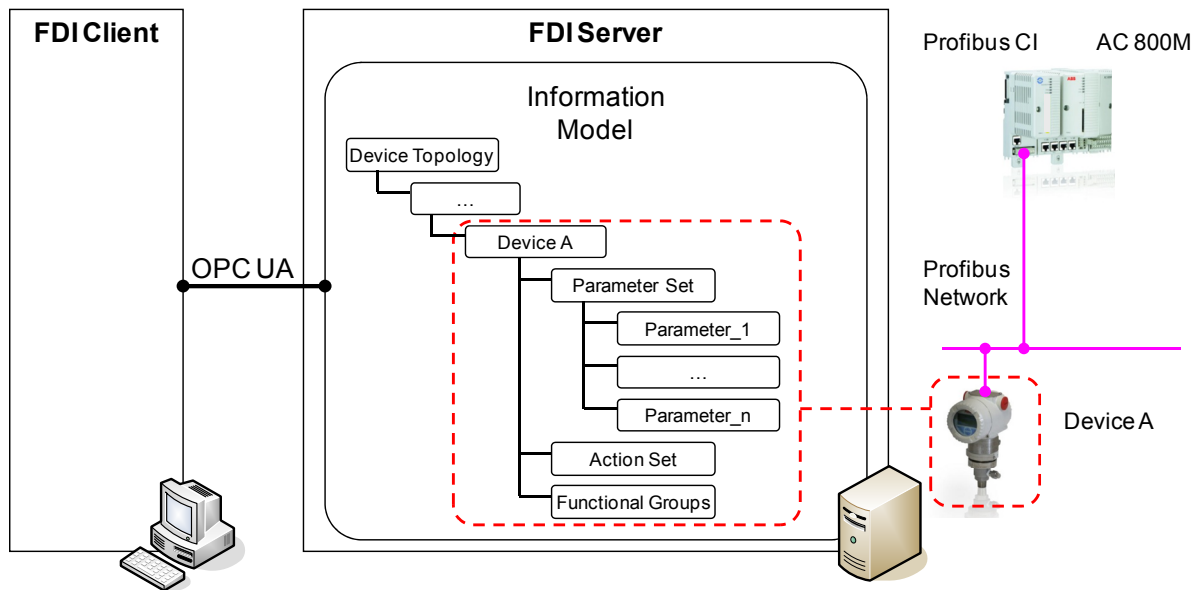 FDI Client
FDI Server
Profibus CI
AC 800M
Information
Model
Device Topology
...
Device A
OPC UA
Parameter Set
Profibus
Network
Parameter_1
...
Parameter_n
Device A
Action Set
Functional Groups
ABB